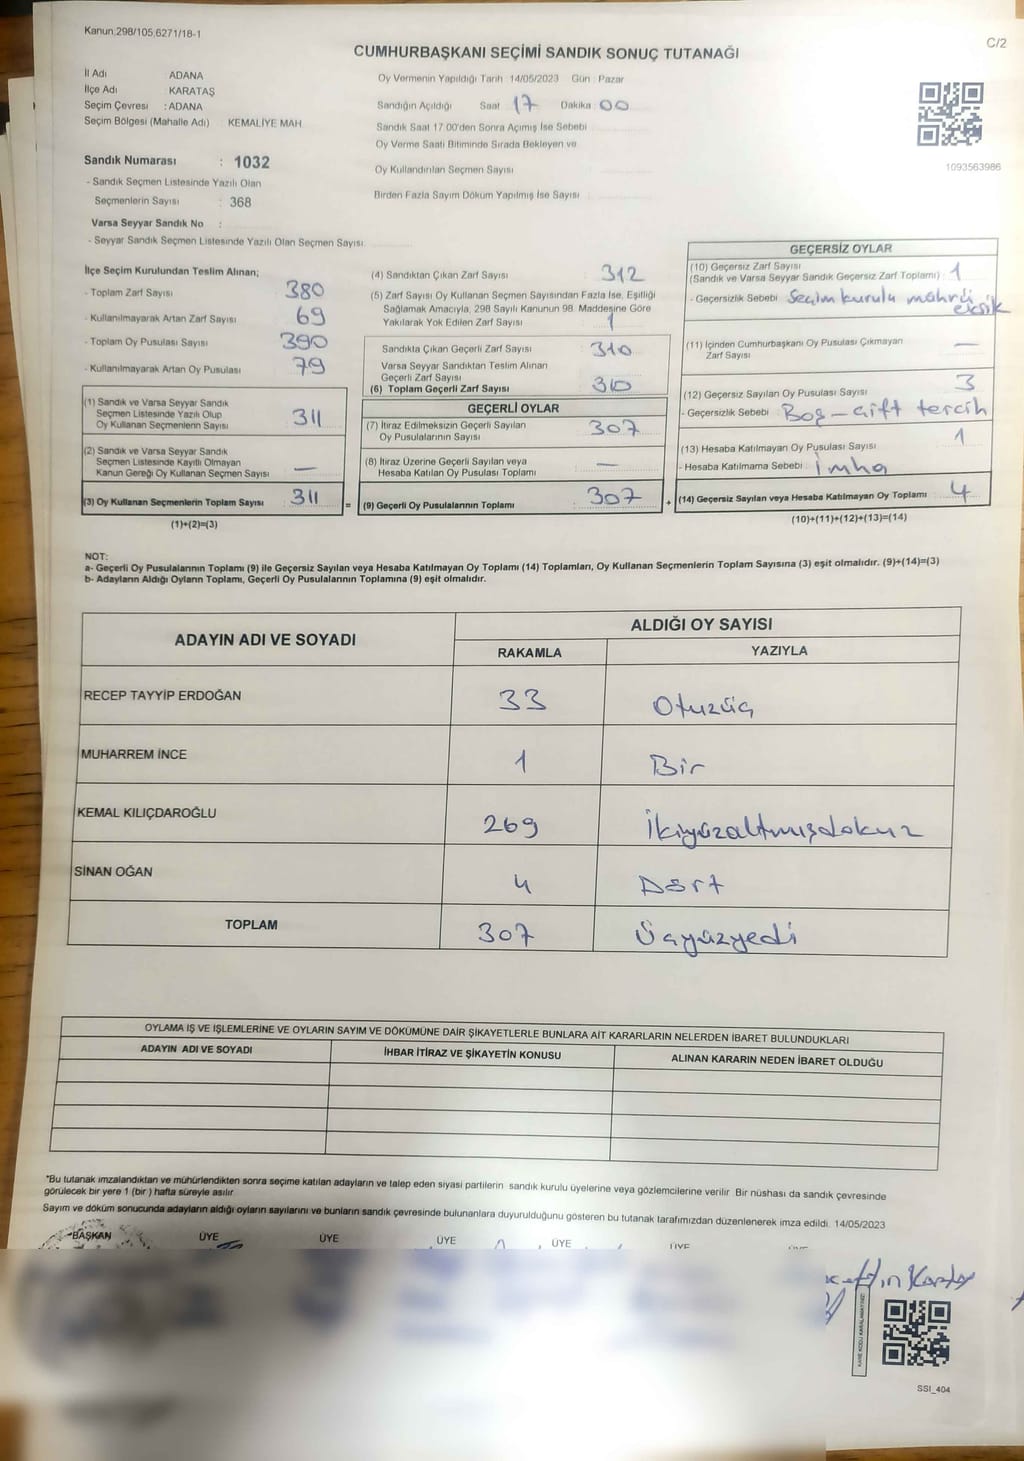 Kanun.298/105,6271/18-1
C/2
CUMHURBAŞKANI SEÇİMİ SANDIK SONUÇ TUTANAĞI
İl Adı ADANA
İlçe Adı : KARATAŞ
Seçim Çevresi : ADANA
Seçim Bölgesi (Mahalle Adı) : KEMALİYE MAH.
Oy Vermenin Yapıldığı Tarih : 14/05/2023 Gün : Pazar
Sandığın Açıldığı Saat 17 Dakika 00
Sandık Saat 17:00'den Sonra Açımış İse Sebebi
Oy Verme Saati Bitiminde Sırada Bekleyen ve
Oy Kullandırılan Seçmen Sayısı
Birden Fazla Sayım Döküm Yapılmış İse Sayısı :
1093563986
Sandık Numarası : 1032
- Sandık Seçmen Listesinde Yazılı Olan
Seçmenlerin Sayısı : 368
Varsa Seyyar Sandık No :
- Seyyar Sandık Seçmen Listesinde Yazılı Olan Seçmen Sayısı:
İlçe Seçim Kurulundan Teslim Alınan;
- Toplam Zarf Sayısı 380
- Kullanılmayarak Artan Zarf Sayısı 69
- Toplam Oy Pusulası Sayısı 390
- Kullanılmayarak Artan Oy Pusulası 79
(1) Sandık ve Varsa Seyyar Sandık
Seçmen Listesinde Yazılı Olup
Oy Kullanan Seçmenlerin Sayısı 311
(2) Sandık ve Varsa Seyyar Sandık
Seçmen Listesinde Kayıtlı Olmayan
Kanun Gereği Oy Kullanan Seçmen Sayısı —
(3) Oy Kullanan Seçmenlerin Toplam Sayısı 311 =
(1)+(2)=(3)
(4) Sandıktan Çıkan Zarf Sayısı 312
(5) Zarf Sayısı Oy Kullanan Seçmen Sayısından Fazla İse, Eşitliği
Sağlamak Amacıyla, 298 Sayılı Kanunun 98. Maddesine Göre
Yakılarak Yok Edilen Zarf Sayısı 1
Sandıkta Çıkan Geçerli Zarf Sayısı 310
Varsa Seyyar Sandıktan Teslim Alınan
Geçerli Zarf Sayısı
(6) Toplam Geçerli Zarf Sayısı 310
GEÇERLİ OYLAR
(7) İtiraz Edilmeksizin Geçerli Sayılan
Oy Pusulalarının Sayısı 307
(8) İtiraz Üzerine Geçerli Sayılan veya
Hesaba Katılan Oy Pusulası Toplamı —
(9) Geçerli Oy Pusulalarının Toplamı 307 +
GEÇERSİZ OYLAR
(10) Geçersiz Zarf Sayısı
(Sandık ve Varsa Seyyar Sandık Geçersiz Zarf Toplamı) : 1
- Geçersizlik Sebebi : Seçim kurulu mührü
eksik
(11) İçinden Cumhurbaşkanı Oy Pusulası Çıkmayan
Zarf Sayısı —
(12) Geçersiz Sayılan Oy Pusulası Sayısı 3
- Geçersizlik Sebebi Boş - çift tercih
(13) Hesaba Katılmayan Oy Pusulası Sayısı 1
- Hesaba Katılmama Sebebi : imha
(14) Geçersiz Sayılan veya Hesaba Katılmayan Oy Toplamı 4
(10)+(11)+(12)+(13)=(14)
NOT:
a- Geçerli Oy Pusulalarının Toplamı (9) ile Geçersiz Sayılan veya Hesaba Katılmayan Oy Toplamı (14) Toplamları, Oy Kullanan Seçmenlerin Toplam Sayısına (3) eşit olmalıdır. (9)+(14)=(3)
b- Adayların Aldığı Oyların Toplamı, Geçerli Oy Pusulalarının Toplamına (9) eşit olmalıdır.
ADAYIN ADI VE SOYADI
ALDIĞI OY SAYISI
RAKAMLA YAZIYLA
RECEP TAYYİP ERDOĞAN 33 Otuzüç
MUHARREM İNCE 1 Bir
KEMAL KILIÇDAROĞLU 269 İkiyüzaltmışdokuz
SİNAN OĞAN 4 Dört
TOPLAM 307 Üçyüzyedi
OYLAMA İŞ VE İŞLEMLERİNE VE OYLARIN SAYIM VE DÖKÜMÜNE DAİR ŞİKAYETLERLE BUNLARA AİT KARARLARIN NELERDEN İBARET BULUNDUKLARI
ADAYIN ADI VE SOYADI İHBAR İTİRAZ VE ŞİKAYETİN KONUSU ALINAN KARARIN NEDEN İBARET OLDUĞU
*Bu tutanak imzalandıktan ve mühürlendikten sonra seçime katılan adayların ve talep eden siyasi partilerin sandık kurulu üyelerine veya gözlemcilerine verilir. Bir nüshası da sandık çevresinde
görülecek bir yere 1 (bir ) hafta süreyle asılır.
Sayım ve döküm sonucunda adayların aldığı oyların sayılarını ve bunların sandık çevresinde bulunanlara duyurulduğunu gösteren bu tutanak tarafımızdan düzenlenerek imza edildi. 14/05/2023
BAŞKAN ÜYE ÜYE ÜYE ÜYE ÜYE
KARE KODU KARALAMAYINIZ!
SSI_404